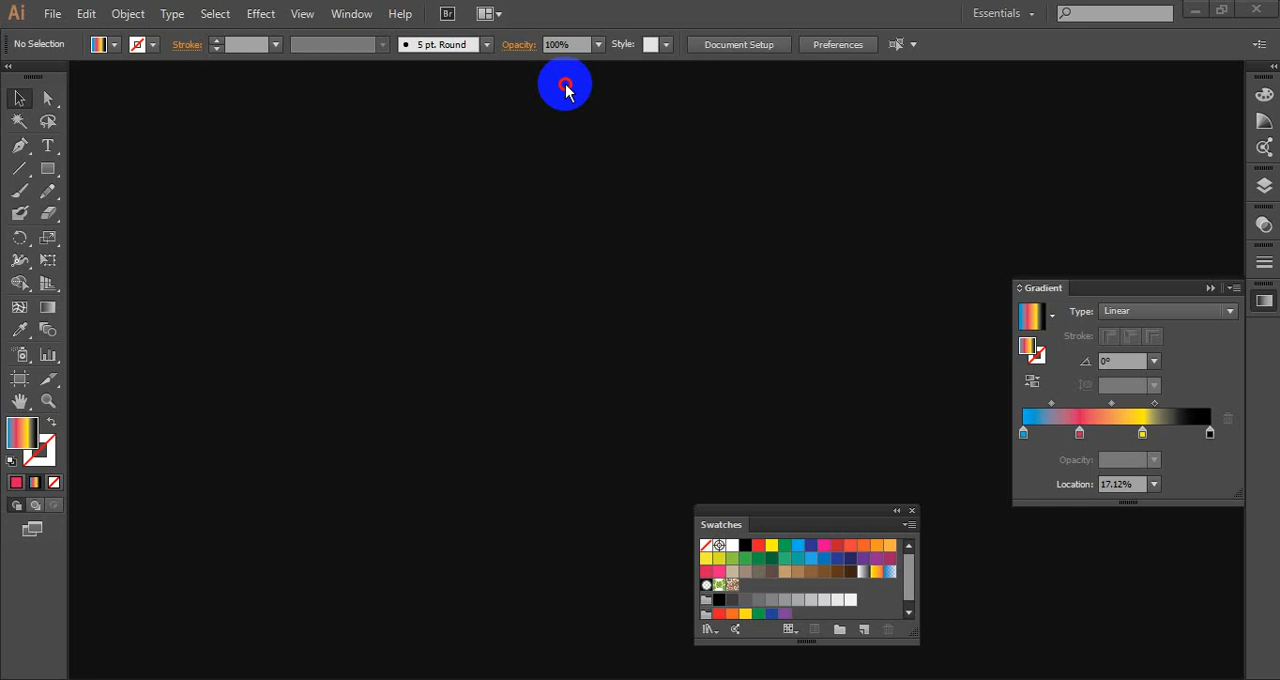 Ai File Edit Object Type Select Effect View Window Help Br Essentials
No Selection Stroke: 5 pt. Round Opacity: 100% Style: Document Setup Preferences
Gradient
Type: Linear
Stroke:
0°
Opacity:
Location: 17.12%
Swatches